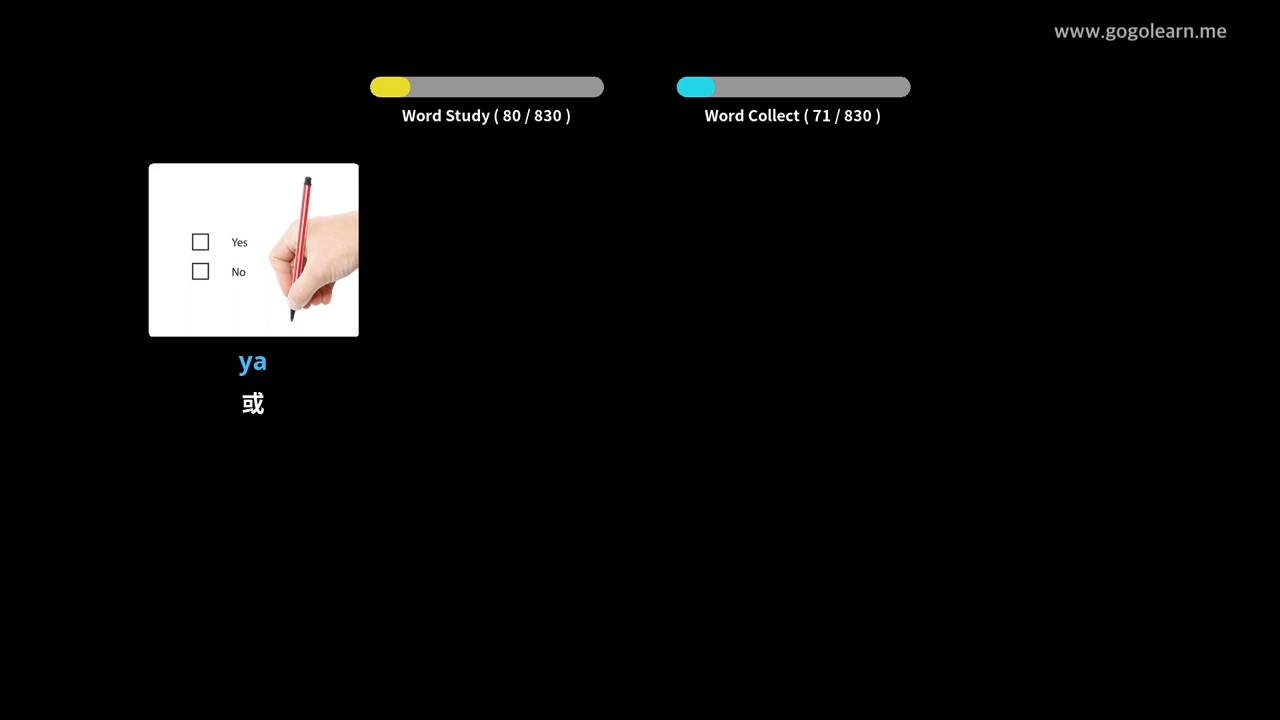 www.gogolearn.me
Word Study ( 80 / 830 )
Word Collect ( 71 / 830 )
Yes
No
ya
或